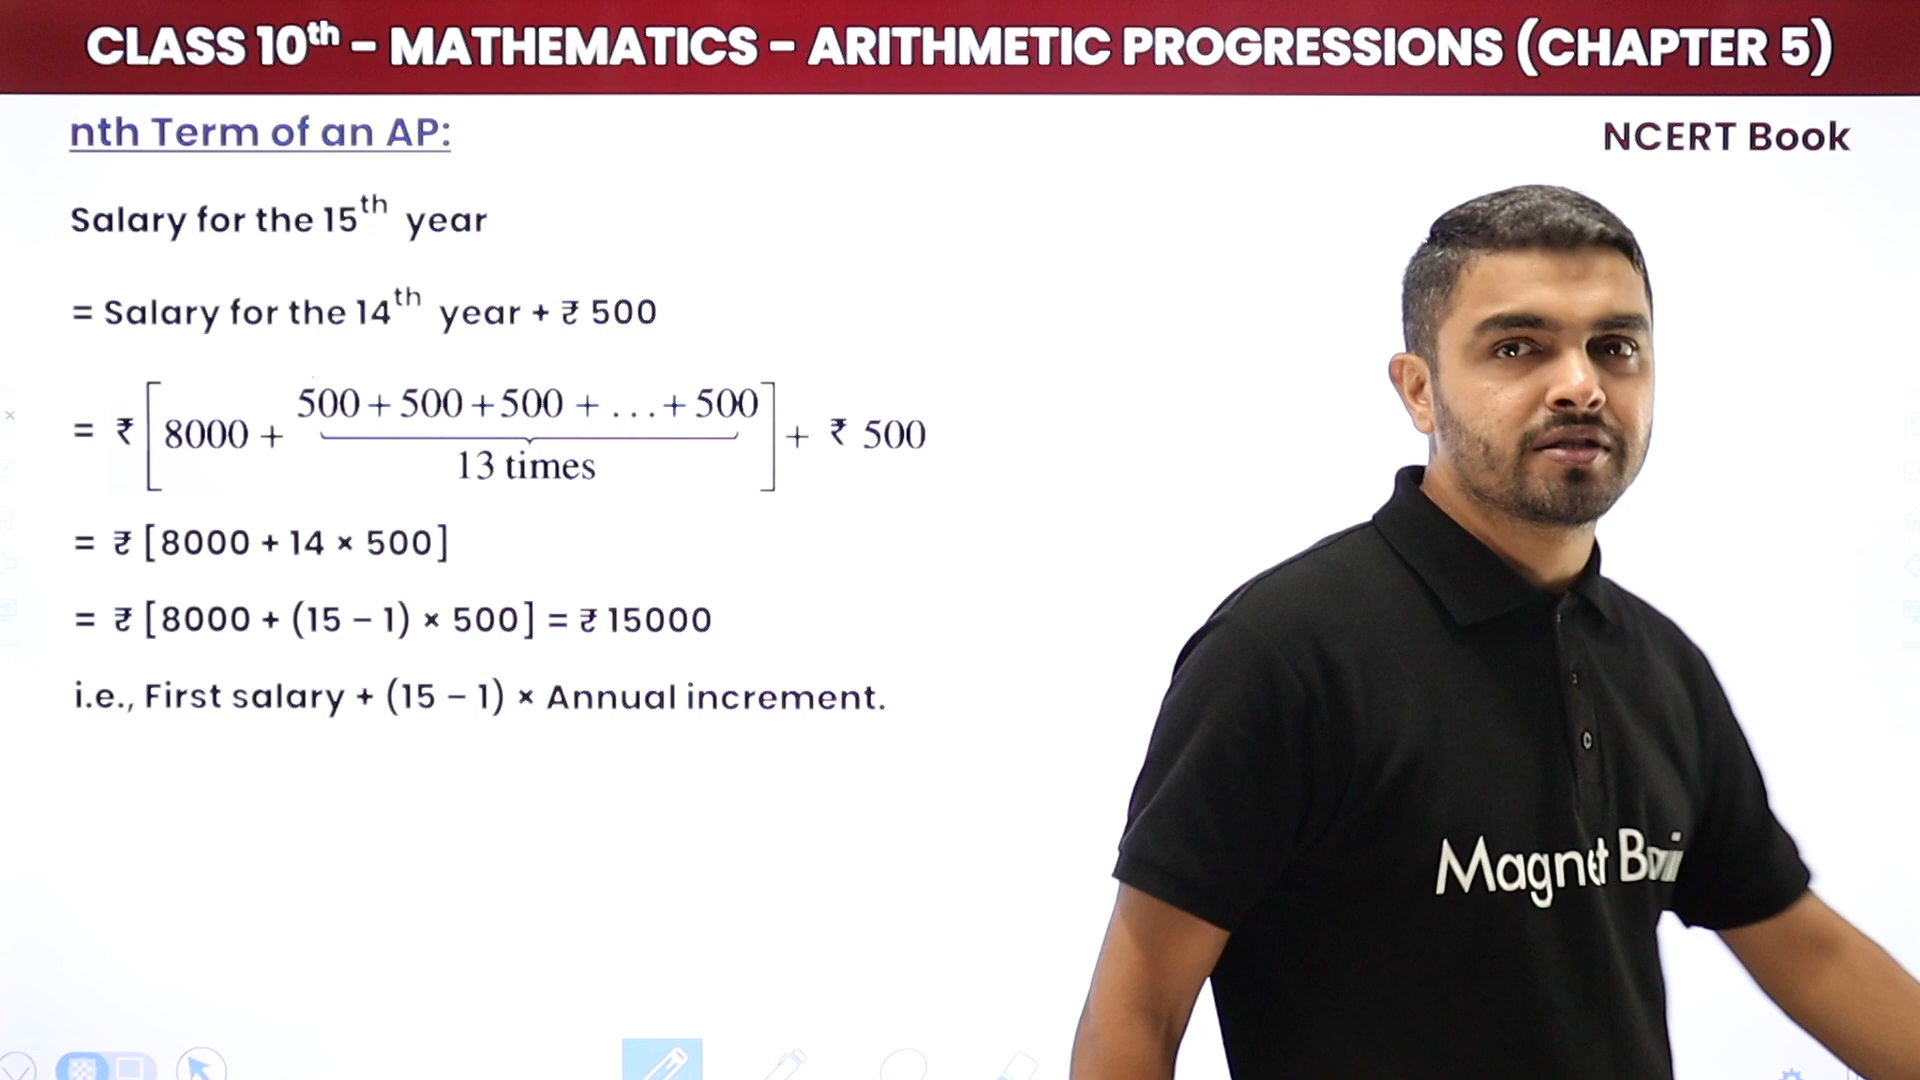 CLASS 10th – MATHEMATICS – ARITHMETIC PROGRESSIONS (CHAPTER 5)
nth Term of an AP:
NCERT Book
Salary for the 15th year
= Salary for the 14th year + ₹ 500
= ₹ [8000 + 500 + 500 + 500 + ... + 500] + ₹ 500
13 times
= ₹ [8000 + 14 × 500]
= ₹ [8000 + (15 – 1) × 500] = ₹ 15000
i.e., First salary + (15 – 1) × Annual increment.
Magnet